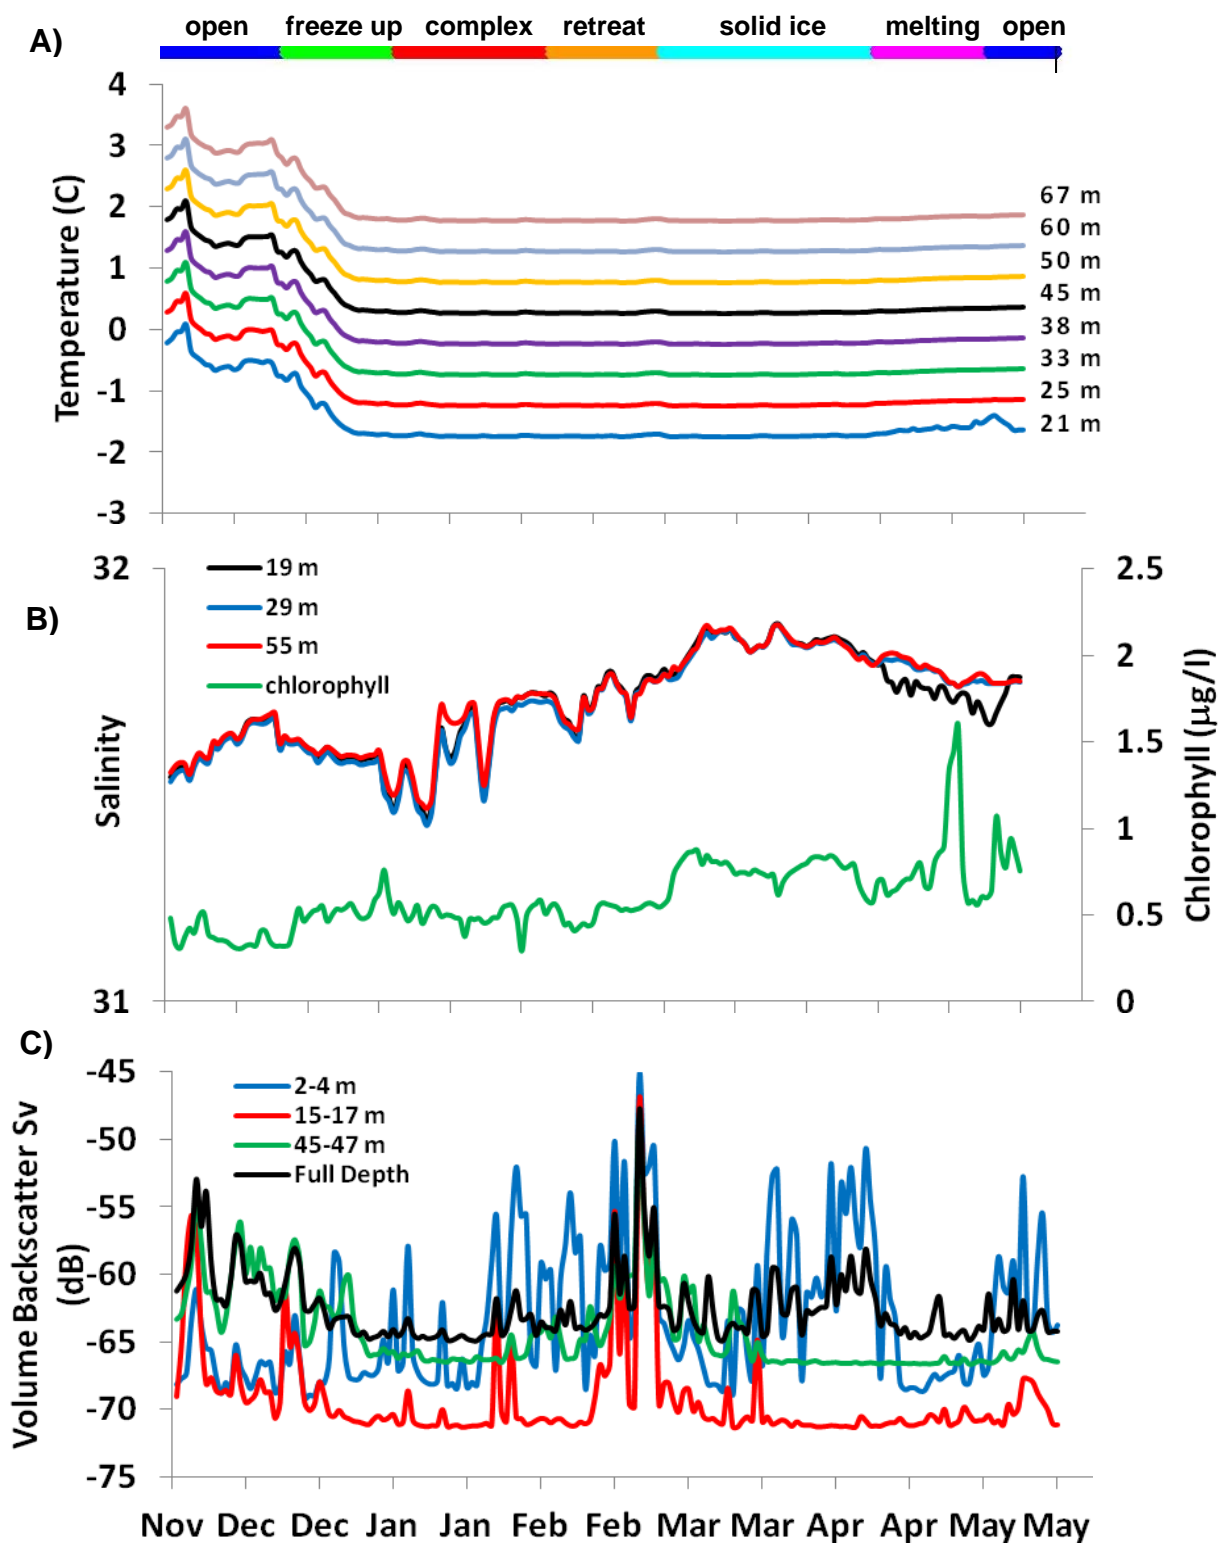 A)
open freeze up complex retreat solid ice melting open
Temperature (C)
4
3
2
1
0
-1
-2
-3
67 m
60 m
50 m
45 m
38 m
33 m
25 m
21 m
B)
Salinity
32
31
19 m
29 m
55 m
chlorophyll
2.5
2
1.5
1
0.5
0
Chlorophyll (µg/l)
C)
Volume Backscatter Sv
(dB)
-45
-50
-55
-60
-65
-70
-75
2-4 m
15-17 m
45-47 m
Full Depth
Nov Dec Dec Jan Jan Feb Feb Mar Mar Apr Apr May May